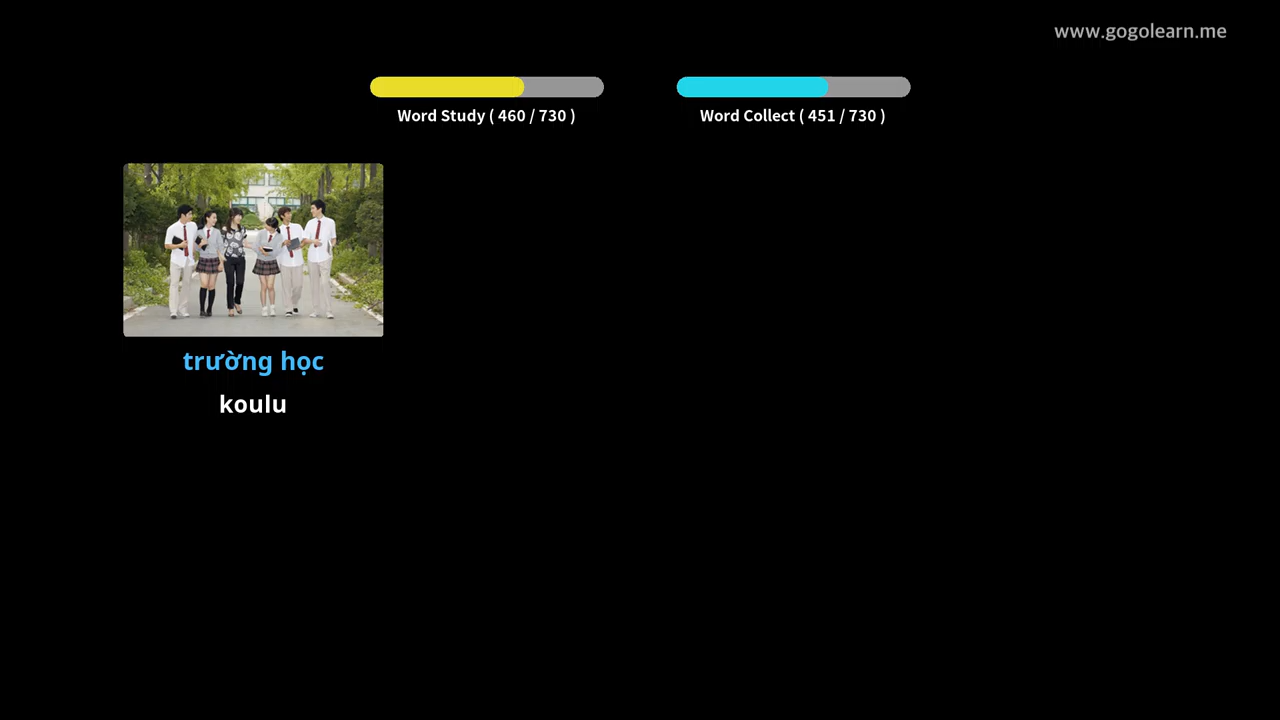 www.gogolearn.me
Word Study ( 460 / 730 )
Word Collect ( 451 / 730 )
trường học
koulu